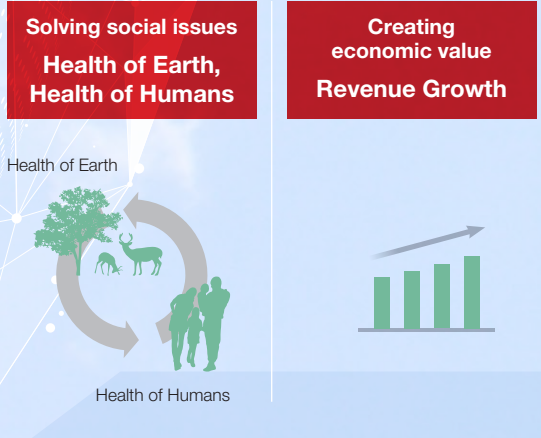 Solving social issues
Health of Earth,
Health of Humans
Creating
economic value
Revenue Growth
Health of Earth
Health of Humans